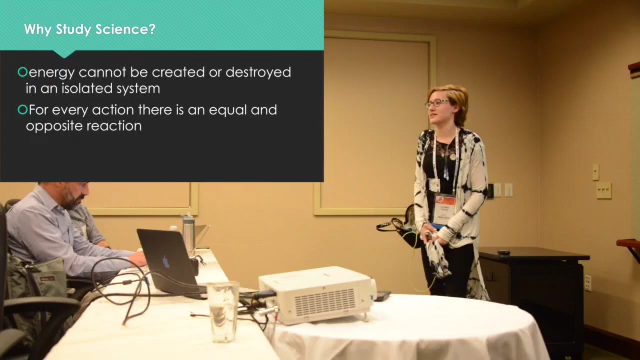 Why Study Science?
energy cannot be created or destroyed
in an isolated system
For every action there is an equal and
opposite reaction